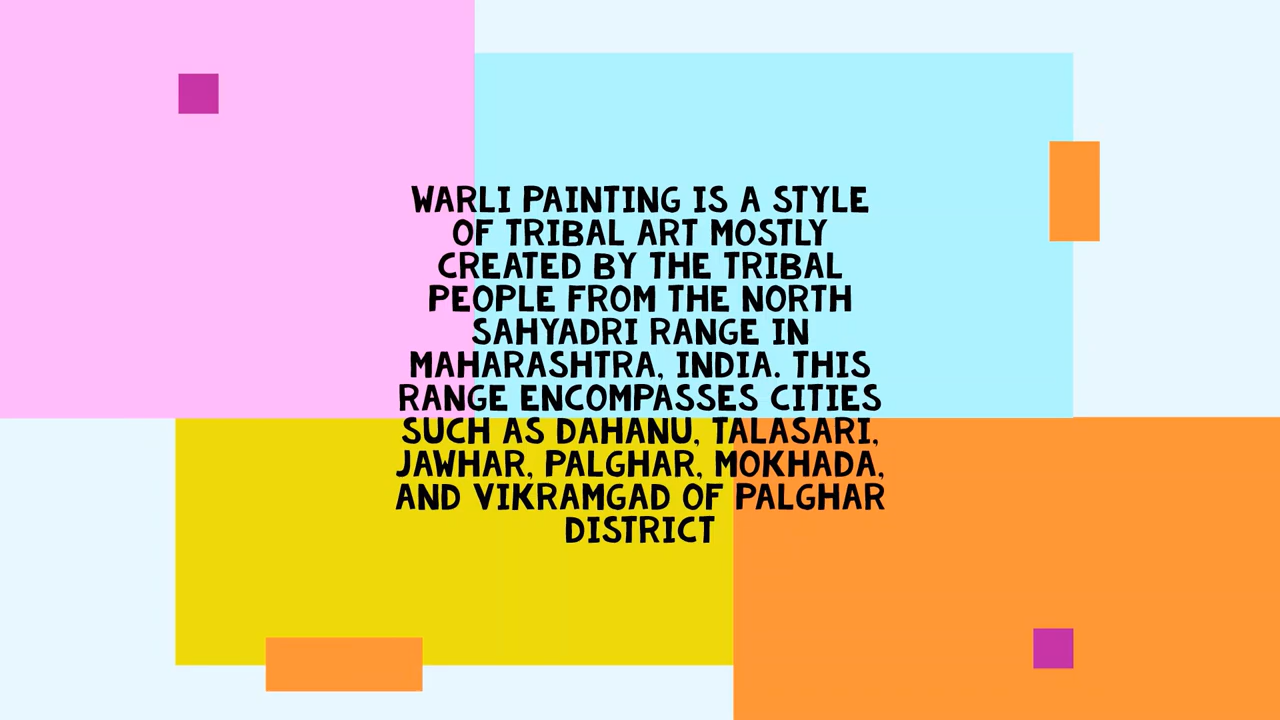 WARLI PAINTING IS A STYLE
OF TRIBAL ART MOSTLY
CREATED BY THE TRIBAL
PEOPLE FROM THE NORTH
SAHYADRI RANGE IN
MAHARASHTRA, INDIA. THIS
RANGE ENCOMPASSES CITIES
SUCH AS DAHANU, TALASARI,
JAWHAR, PALGHAR, MOKHADA,
AND VIKRAMGAD OF PALGHAR
DISTRICT